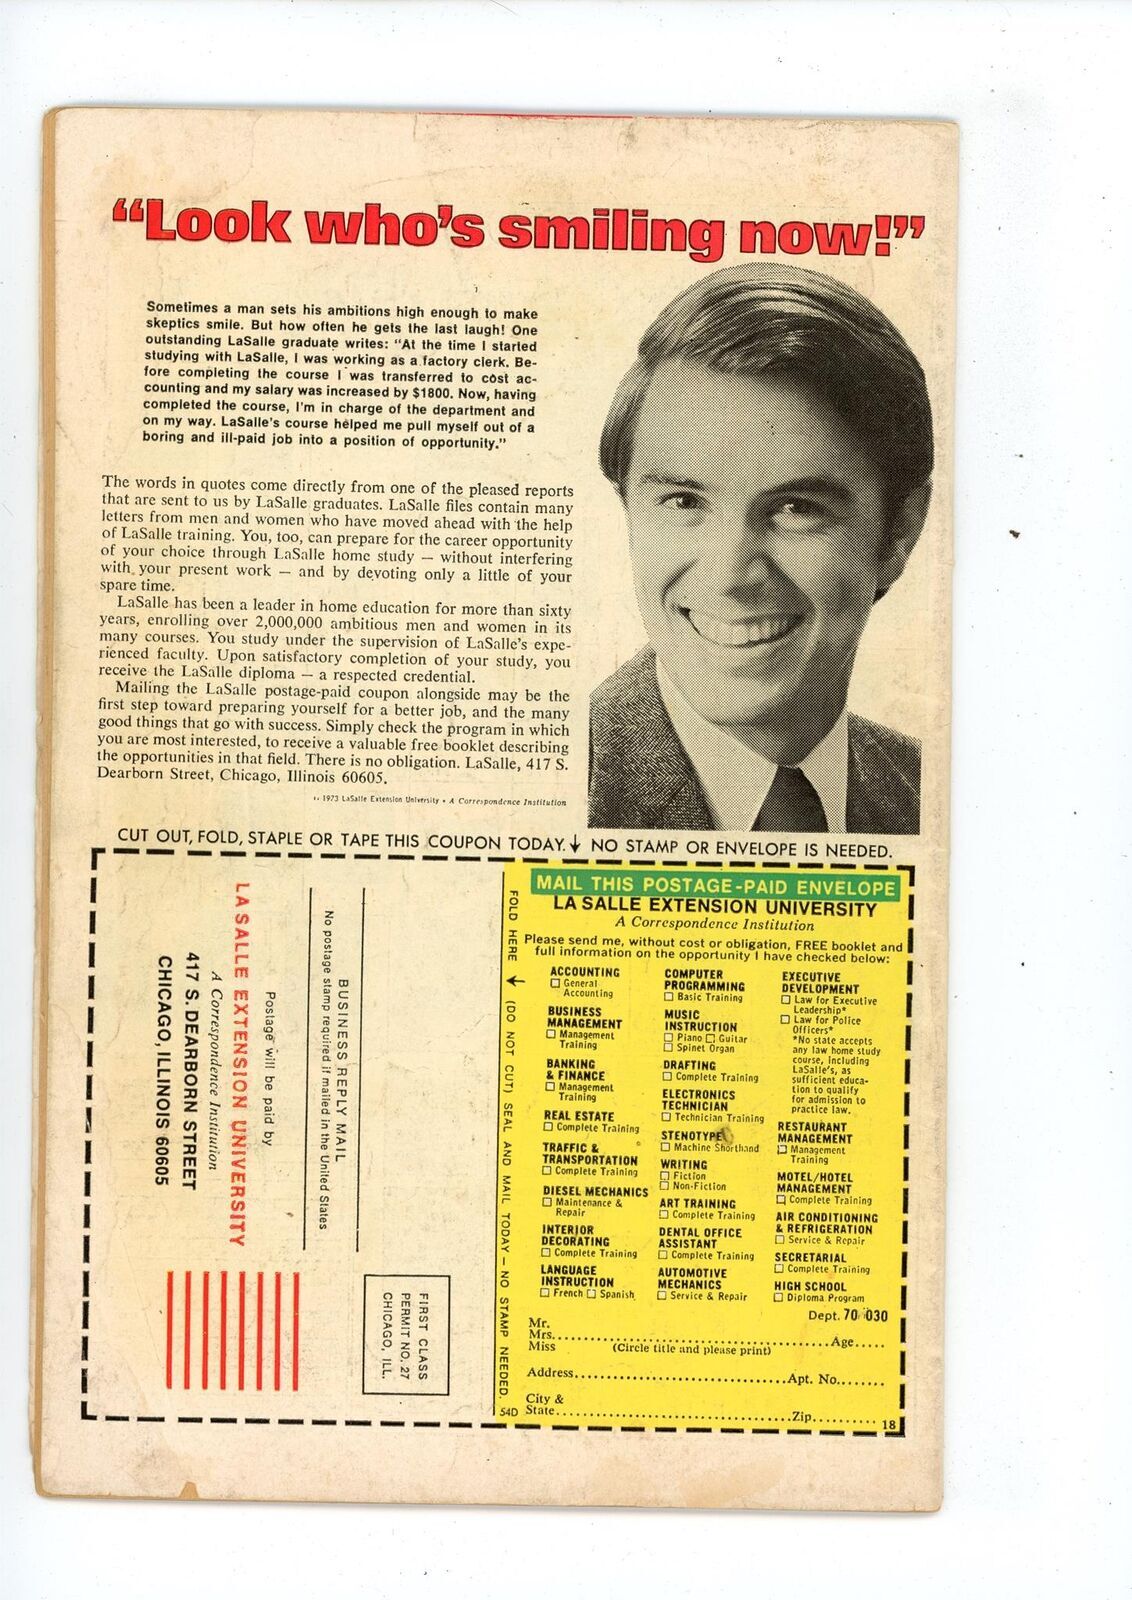 “Look who's smiling now!”
Sometimes a man sets his ambitions high enough to make
skeptics smile. But how often he gets the last laugh! One
outstanding LaSalle graduate writes: “At the time I started
studying with LaSalle, I was working as a factory clerk. Be-
fore completing the course I was transferred to cost ac-
counting and my salary was increased by $1800. Now, having
completed the course, I'm in charge of the department and
on my way. LaSalle's course helped me pull myself out of a
boring and ill-paid job into a position of opportunity.”
The words in quotes come directly from one of the pleased reports
that are sent to us by LaSalle graduates. LaSalle files contain many
letters from men and women who have moved ahead with the help
of LaSalle training. You, too, can prepare for the career opportunity
of your choice through LaSalle home study — without interfering
with your present work — and by devoting only a little of your
spare time.
LaSalle has been a leader in home education for more than sixty
years, enrolling over 2,000,000 ambitious men and women in its
many courses. You study under the supervision of LaSalle's expe-
rienced faculty. Upon satisfactory completion of your study, you
receive the LaSalle diploma — a respected credential.
Mailing the LaSalle postage-paid coupon alongside may be the
first step toward preparing yourself for a better job, and the many
good things that go with success. Simply check the program in which
you are most interested, to receive a valuable free booklet describing
the opportunities in that field. There is no obligation. LaSalle, 417 S.
Dearborn Street, Chicago, Illinois 60605.
1973 LaSalle Extension University • A Correspondence Institution
CUT OUT, FOLD, STAPLE OR TAPE THIS COUPON TODAY. ↓ NO STAMP OR ENVELOPE IS NEEDED.
FIRST CLASS
PERMIT NO. 27
CHICAGO, ILL.
BUSINESS REPLY MAIL
No postage stamp required if mailed in the United States
Postage will be paid by
LA SALLE EXTENSION UNIVERSITY
A Correspondence Institution
417 S. DEARBORN STREET
CHICAGO, ILLINOIS 60605
FOLD HERE ← (DO NOT CUT) SEAL AND MAIL TODAY — NO STAMP NEEDED.
54D
MAIL THIS POSTAGE-PAID ENVELOPE
LA SALLE EXTENSION UNIVERSITY
A Correspondence Institution
Please send me, without cost or obligation, FREE booklet and
full information on the opportunity I have checked below:
ACCOUNTING
☐ General
Accounting
BUSINESS
MANAGEMENT
☐ Management
Training
BANKING
& FINANCE
☐ Management
Training
REAL ESTATE
☐ Complete Training
TRAFFIC &
TRANSPORTATION
☐ Complete Training
DIESEL MECHANICS
☐ Maintenance &
Repair
INTERIOR
DECORATING
☐ Complete Training
LANGUAGE
INSTRUCTION
☐ French ☐ Spanish
COMPUTER
PROGRAMMING
☐ Basic Training
MUSIC
INSTRUCTION
☐ Piano ☐ Guitar
☐ Spinet Organ
DRAFTING
☐ Complete Training
ELECTRONICS
TECHNICIAN
☐ Technician Training
STENOTYPE
☐ Machine Shorthand
WRITING
☐ Fiction
☐ Non-Fiction
ART TRAINING
☐ Complete Training
DENTAL OFFICE
ASSISTANT
☐ Complete Training
AUTOMOTIVE
MECHANICS
☐ Service & Repair
EXECUTIVE
DEVELOPMENT
☐ Law for Executive
Leadership*
☐ Law for Police
Officers*
*No state accepts
any law home study
course, including
LaSalle's, as
sufficient educa-
tion to qualify
for admission to
practice law.
RESTAURANT
MANAGEMENT
☐ Management
Training
MOTEL/HOTEL
MANAGEMENT
☐ Complete Training
AIR CONDITIONING
& REFRIGERATION
☐ Service & Repair
SECRETARIAL
☐ Complete Training
HIGH SCHOOL
☐ Diploma Program
Dept. 70-030
Mr.
Mrs.......................................................Age.....
Miss (Circle title and please print)
Address.......................................Apt. No........
City &
State............................................Zip..........
18